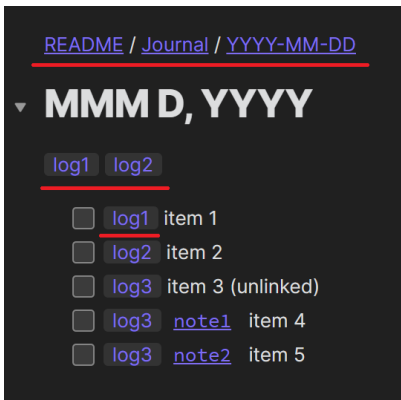 README / Journal / YYYY-MM-DD
MMM D, YYYY
log1 log2
log1 item 1
log2 item 2
log3 item 3 (unlinked)
log3 note1 item 4
log3 note2 item 5